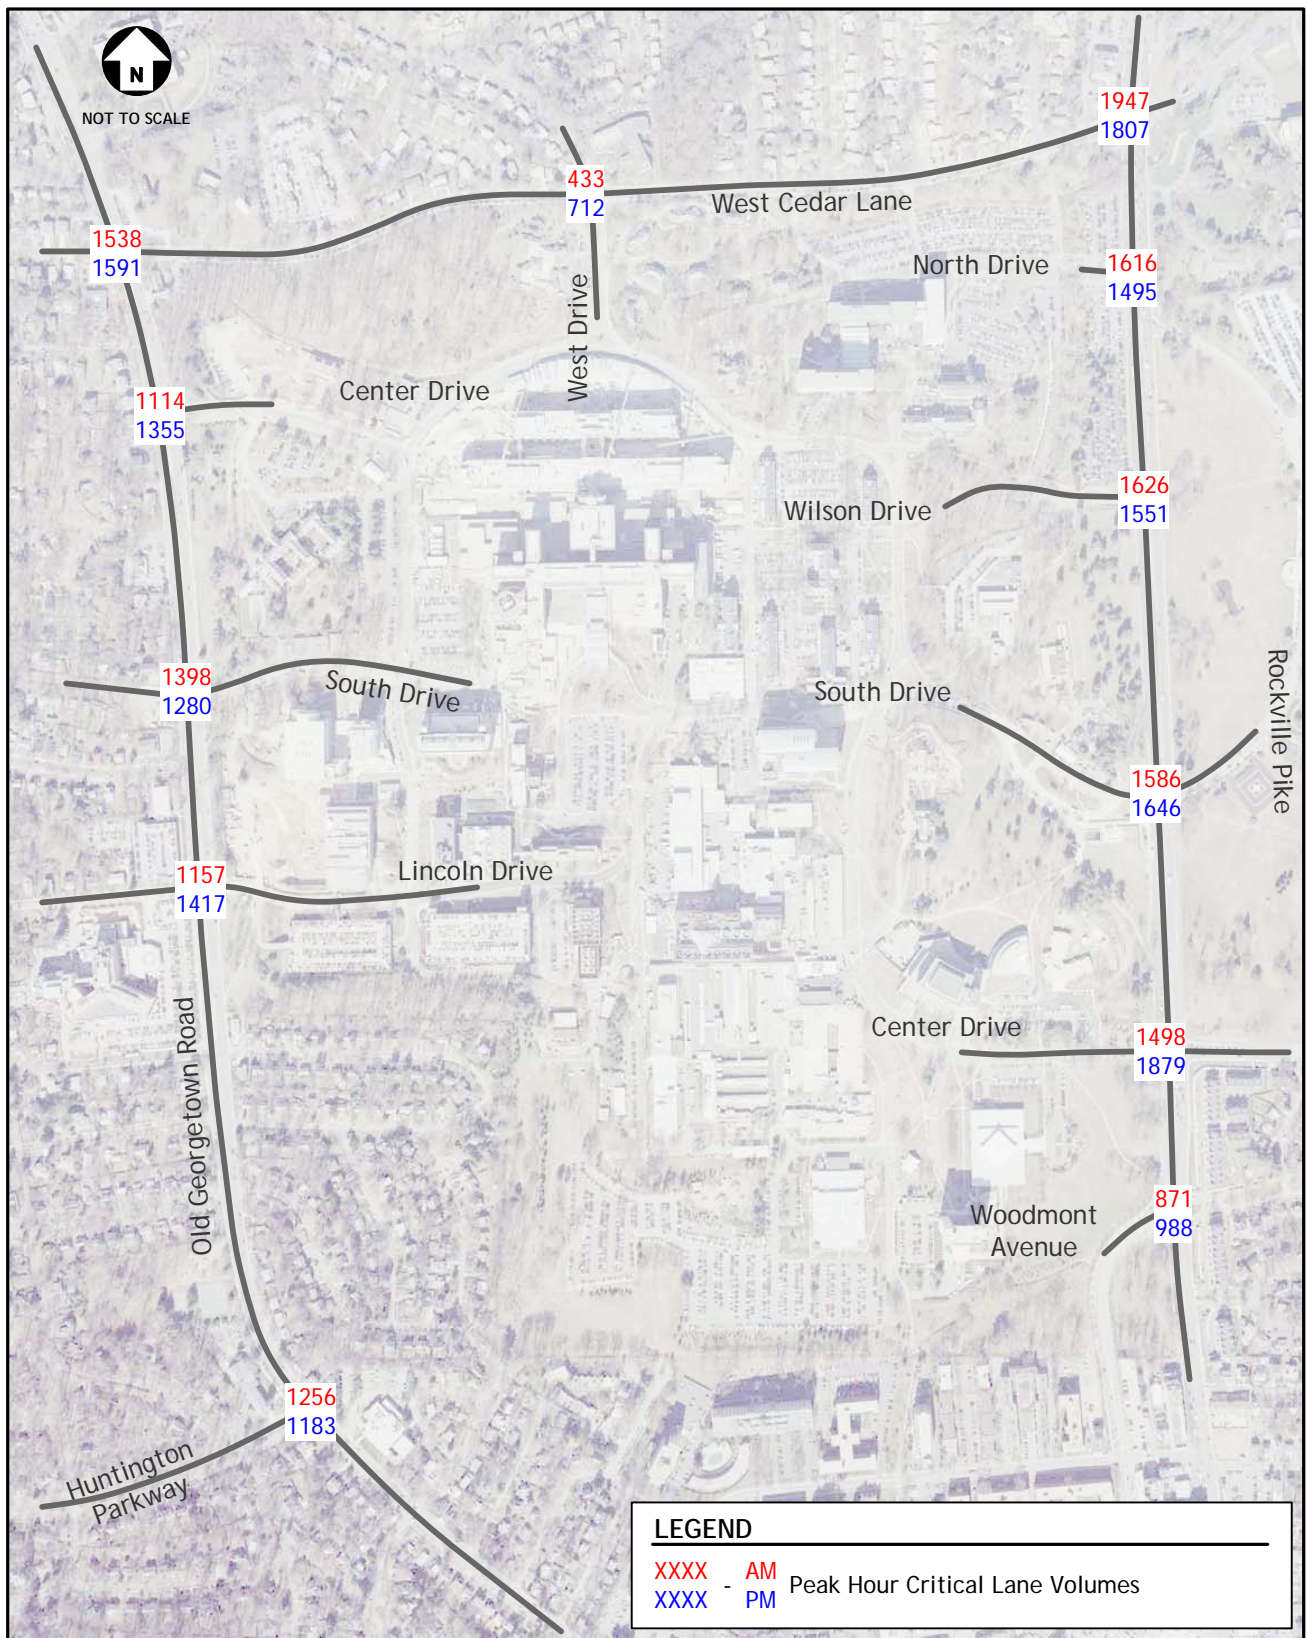 N
NOT TO SCALE
1947
1807
433
712
West Cedar Lane
1538
1591
North Drive
1616
1495
West Drive
Center Drive
1114
1355
1626
1551
Wilson Drive
1398
1280
South Drive
South Drive
Rockville Pike
1586
1646
1157
1417
Lincoln Drive
Old Georgetown Road
Center Drive
1498
1879
871
988
Woodmont
Avenue
1256
1183
Huntington
Parkway
LEGEND
XXXX - AM
XXXX PM
Peak Hour Critical Lane Volumes